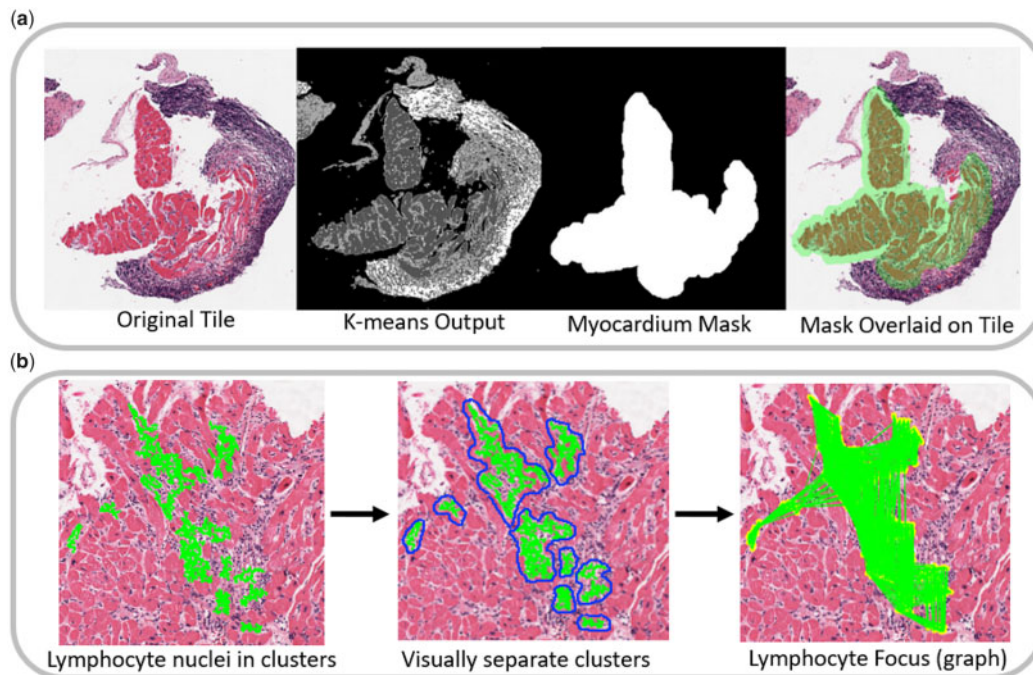 (a)
Original Tile
K-means Output
Myocardium Mask
Mask Overlaid on Tile
(b)
Lymphocyte nuclei in clusters
Visually separate clusters
Lymphocyte Focus (graph)